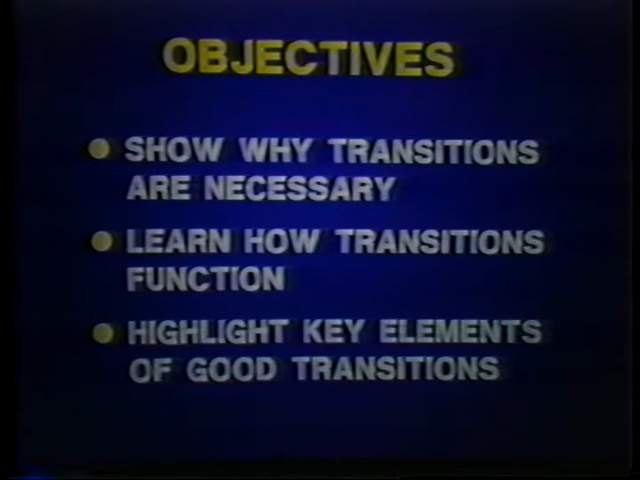 OBJECTIVES
SHOW WHY TRANSITIONS
ARE NECESSARY
LEARN HOW TRANSITIONS
FUNCTION
HIGHLIGHT KEY ELEMENTS
OF GOOD TRANSITIONS